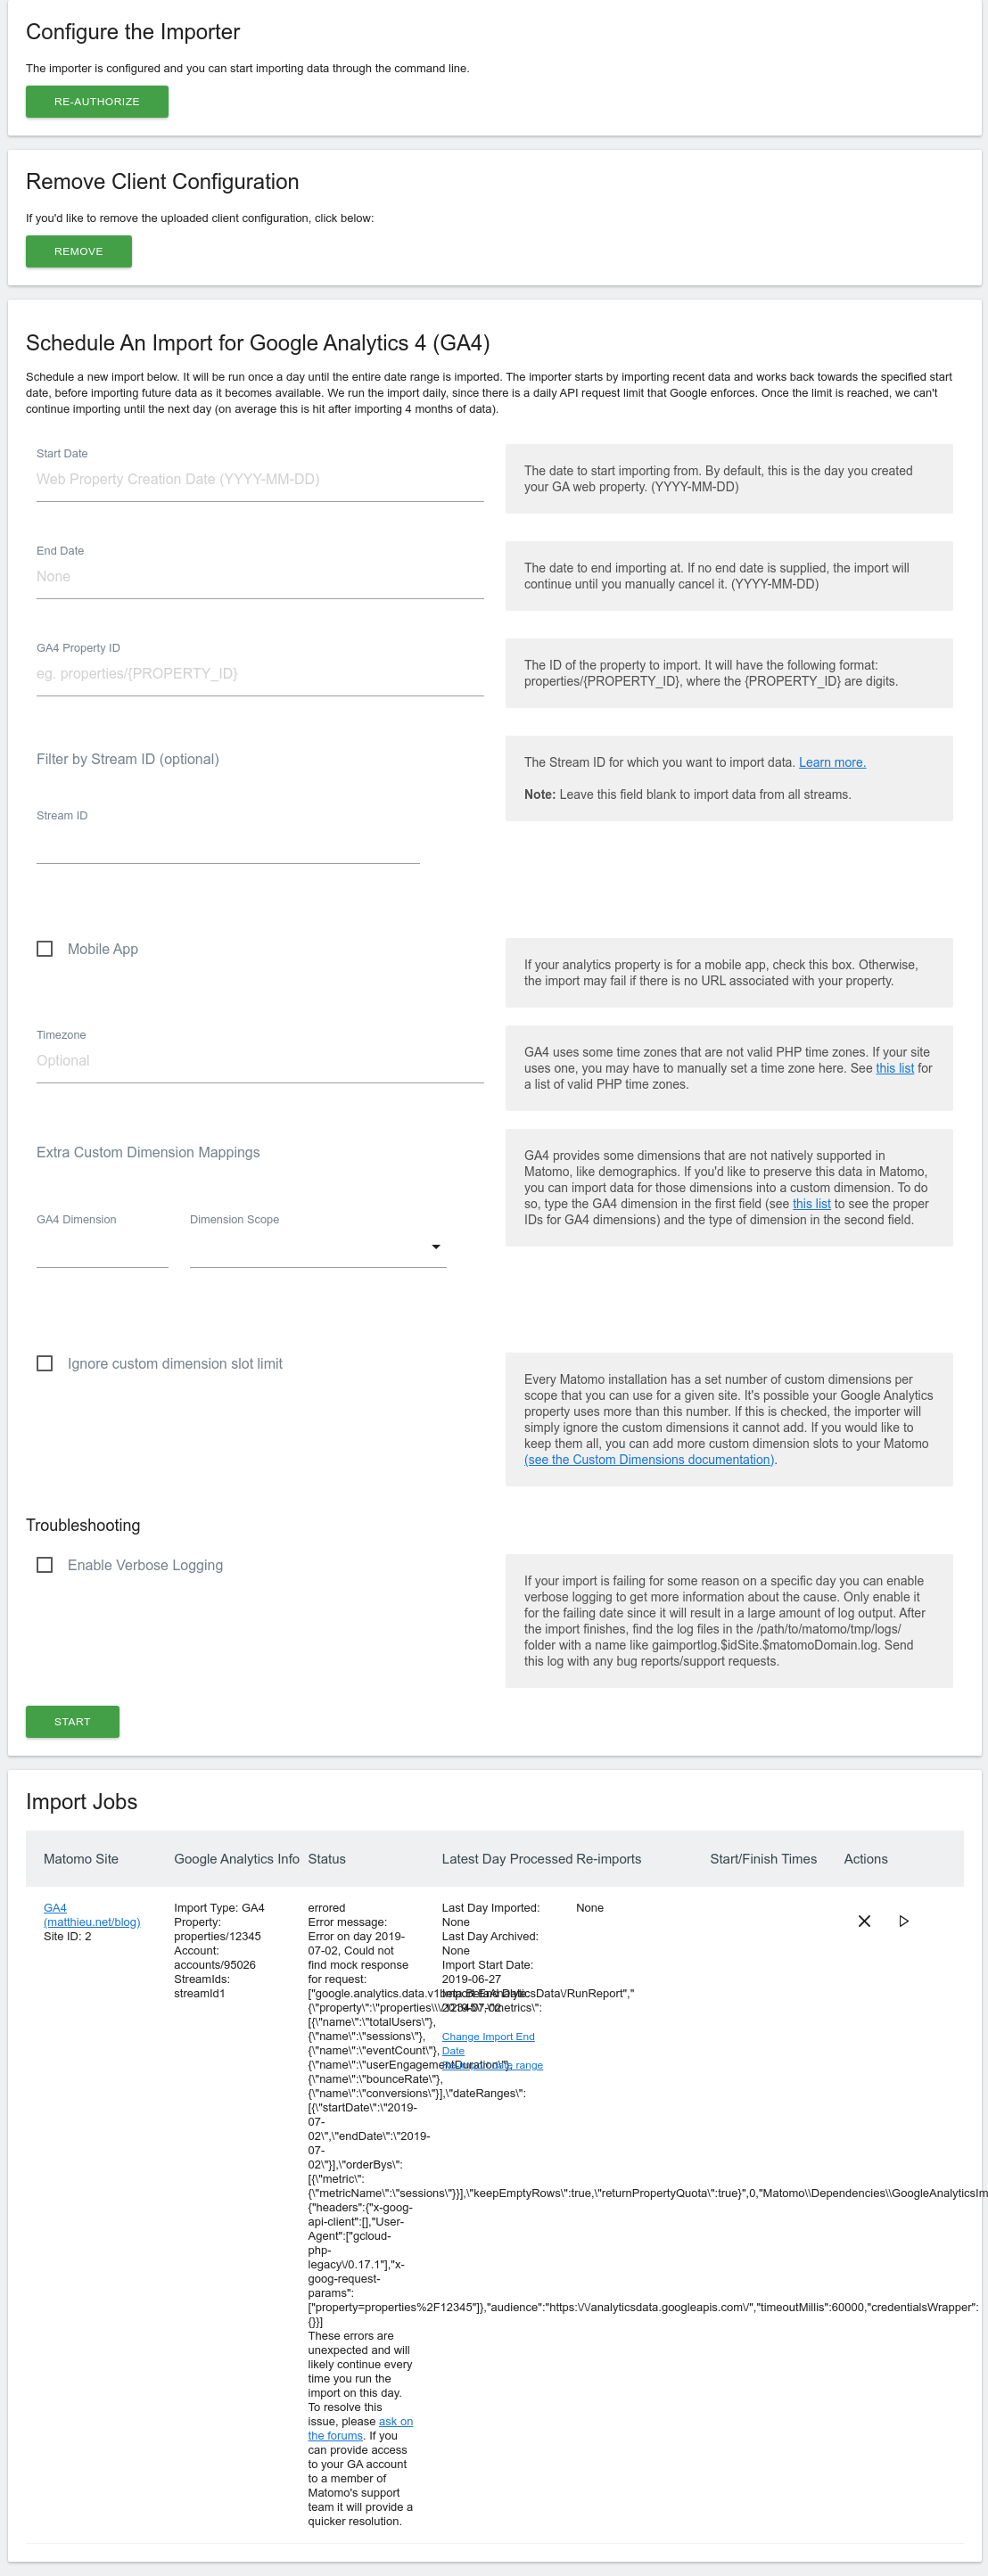 Configure the Importer
The importer is configured and you can start importing data through the command line.
RE-AUTHORIZE
Remove Client Configuration
If you'd like to remove the uploaded client configuration, click below:
REMOVE
Schedule An Import for Google Analytics 4 (GA4)
Schedule a new import below. It will be run once a day until the entire date range is imported. The importer starts by importing recent data and works back towards the specified start
date, before importing future data as it becomes available. We run the import daily, since there is a daily API request limit that Google enforces. Once the limit is reached, we can't
continue importing until the next day (on average this is hit after importing 4 months of data).
Start Date
Web Property Creation Date (YYYY-MM-DD)
The date to start importing from. By default, this is the day you created
your GA web property. (YYYY-MM-DD)
End Date
None
The date to end importing at. If no end date is supplied, the import will
continue until you manually cancel it. (YYYY-MM-DD)
GA4 Property ID
eg. properties/{PROPERTY_ID}
The ID of the property to import. It will have the following format:
properties/{PROPERTY_ID}, where the {PROPERTY_ID} are digits.
Filter by Stream ID (optional)
Stream ID
The Stream ID for which you want to import data. Learn more.
Note: Leave this field blank to import data from all streams.
Mobile App
If your analytics property is for a mobile app, check this box. Otherwise,
the import may fail if there is no URL associated with your property.
Timezone
Optional
GA4 uses some time zones that are not valid PHP time zones. If your site
uses one, you may have to manually set a time zone here. See this list for
a list of valid PHP time zones.
Extra Custom Dimension Mappings
GA4 Dimension
Dimension Scope
GA4 provides some dimensions that are not natively supported in
Matomo, like demographics. If you'd like to preserve this data in Matomo,
you can import data for those dimensions into a custom dimension. To do
so, type the GA4 dimension in the first field (see this list to see the proper
IDs for GA4 dimensions) and the type of dimension in the second field.
Ignore custom dimension slot limit
Every Matomo installation has a set number of custom dimensions per
scope that you can use for a given site. It's possible your Google Analytics
property uses more than this number. If this is checked, the importer will
simply ignore the custom dimensions it cannot add. If you would like to
keep them all, you can add more custom dimension slots to your Matomo
(see the Custom Dimensions documentation).
Troubleshooting
Enable Verbose Logging
If your import is failing for some reason on a specific day you can enable
verbose logging to get more information about the cause. Only enable it
for the failing date since it will result in a large amount of log output. After
the import finishes, find the log files in the /path/to/matomo/tmp/logs/
folder with a name like gaimportlog.$idSite.$matomoDomain.log. Send
this log with any bug reports/support requests.
START
Import Jobs
Matomo Site
Google Analytics Info
Status
Latest Day Processed
Re-imports
Start/Finish Times
Actions
GA4
(matthieu.net/blog)
Site ID: 2
Import Type: GA4
Property:
properties/12345
Account:
accounts/95026
StreamIds:
streamId1
errored
Error message:
Error on day 2019-
07-02, Could not
find mock response
for request:
["google.analytics.data.v1beta.BetaAnalyticsData\/RunReport","
{\"property\":\"properties\\\/12345\",\"metrics\":
[{\"name\":\"totalUsers\"},
{\"name\":\"sessions\"},
{\"name\":\"eventCount\"},
{\"name\":\"userEngagementDuration\"},
{\"name\":\"bounceRate\"},
{\"name\":\"conversions\"}],\"dateRanges\":
[{\"startDate\":\"2019-
07-
02\",\"endDate\":\"2019-
07-
02\"}],\"orderBys\":
[{\"metric\":
{\"metricName\":\"sessions\"}}],\"keepEmptyRows\":true,\"returnPropertyQuota\":true}",0,"Matomo\\Dependencies\\GoogleAnalyticsIm
{"headers":{"x-goog-
api-client":[],"User-
Agent":["gcloud-
php-
legacy\/0.17.1"],"x-
goog-request-
params":
["property=properties%2F12345"]},"audience":"https:\/\/analyticsdata.googleapis.com\/","timeoutMillis":60000,"credentialsWrapper":
{}}]
These errors are
unexpected and will
likely continue every
time you run the
import on this day.
To resolve this
issue, please ask on
the forums. If you
can provide access
to your GA account
to a member of
Matomo's support
team it will provide a
quicker resolution.
Last Day Imported:
None
Last Day Archived:
None
Import Start Date:
2019-06-27
Import End Date:
2019-07-02
Change Import End
Date
Re-import date range
None